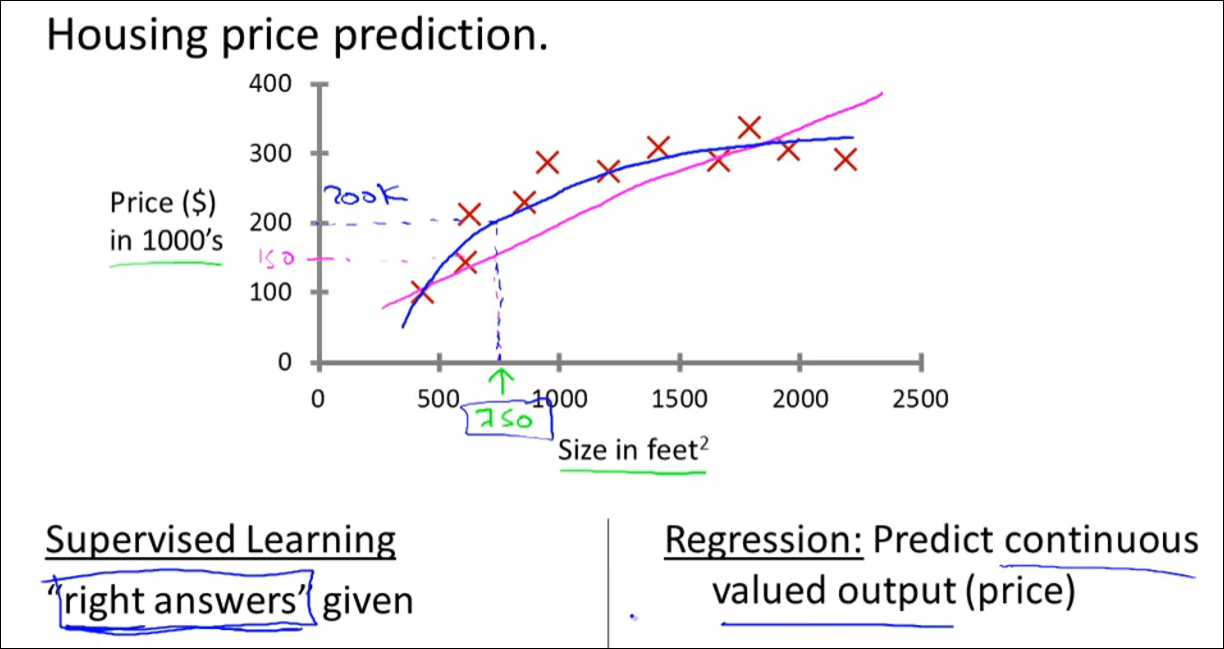 Housing price prediction.
400
300
200k
Price ($)
200
in 1000's
150
100
0
0 500 1000 1500 2000 2500
750
Size in feet²
Supervised Learning
"right answers" given
Regression: Predict continuous
valued output (price)